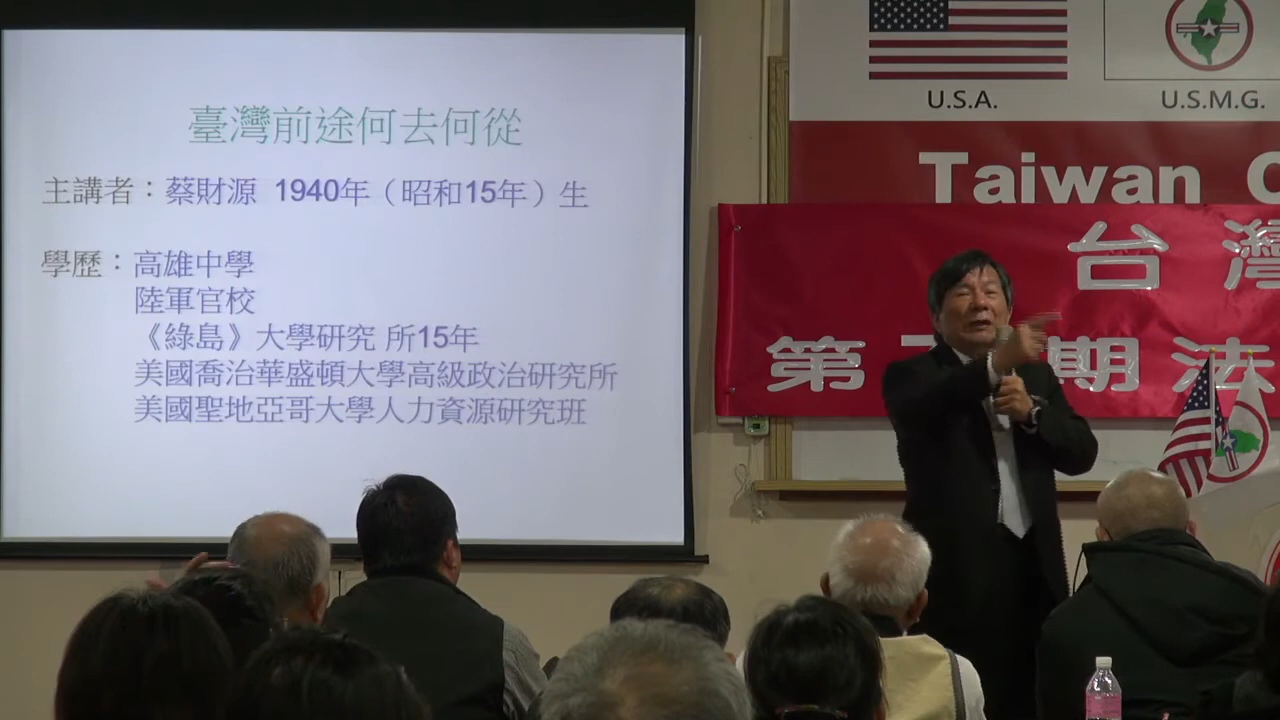 臺灣前途何去何從
主講者：蔡財源 1940年（昭和15年）生
學歷：高雄中學
陸軍官校
《綠島》大學研究 所15年
美國喬治華盛頓大學高級政治研究所
美國聖地亞哥大學人力資源研究班
U.S.A.
U.S.M.G.
Taiwan
台灣
第
期法